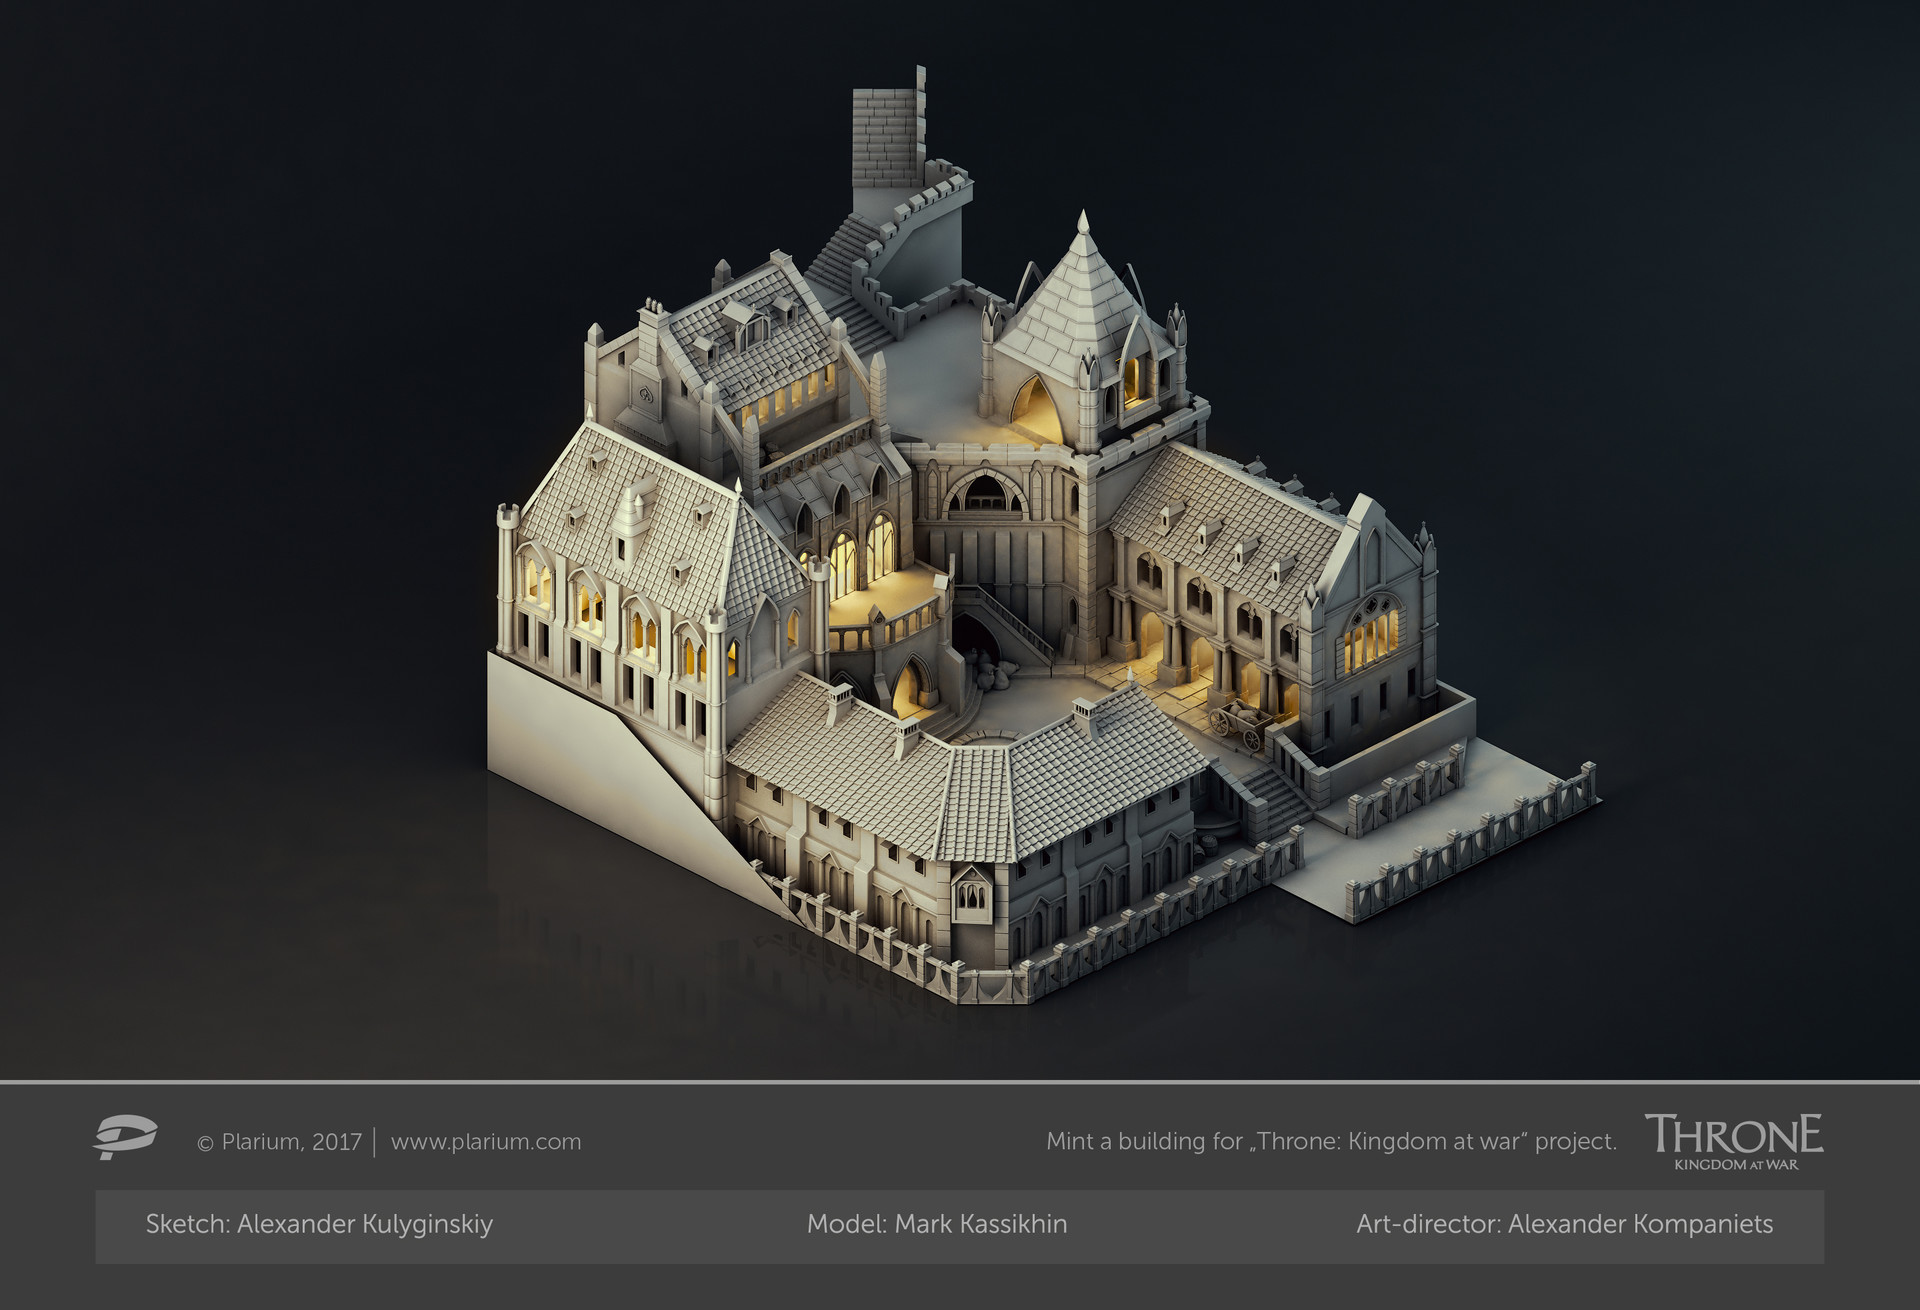 © Plarium, 2017 | www.plarium.com
Mint a building for „Throne: Kingdom at war“ project.
THRONE
KINGDOM AT WAR
Sketch: Alexander Kulyginskiy
Model: Mark Kassikhin
Art-director: Alexander Kompaniets